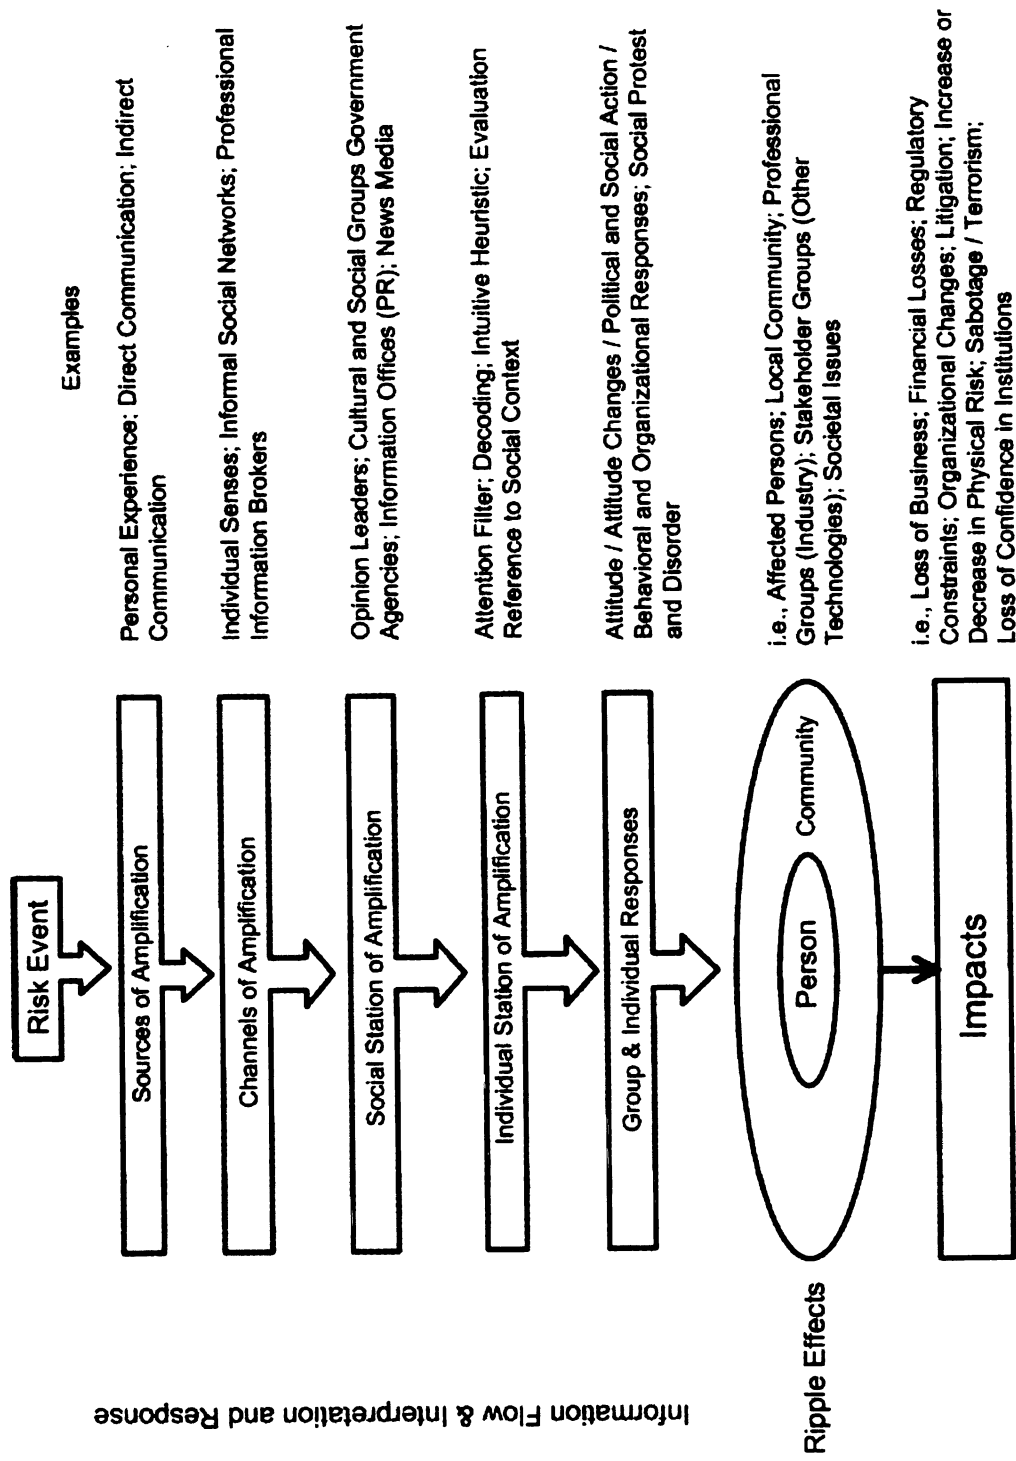 Examples
Risk Event
Sources of Amplification
Personal Experience; Direct Communication; Indirect
Communication
Channels of Amplification
Individual Senses; Informal Social Networks; Professional
Information Brokers
Social Station of Amplification
Opinion Leaders; Cultural and Social Groups Government
Agencies; Information Offices (PR); News Media
Individual Station of Amplification
Attention Filter; Decoding; Intuitive Heuristic; Evaluation
Reference to Social Context
Group & Individual Responses
Attitude / Attitude Changes / Political and Social Action /
Behavioral and Organizational Responses; Social Protest
and Disorder
Information Flow & Interpretation and Response
Ripple Effects
Person
Community
i.e., Affected Persons; Local Community; Professional
Groups (Industry); Stakeholder Groups (Other
Technologies); Societal Issues
Impacts
i.e., Loss of Business; Financial Losses; Regulatory
Constraints; Organizational Changes; Litigation; Increase or
Decrease in Physical Risk; Sabotage / Terrorism;
Loss of Confidence in Institutions